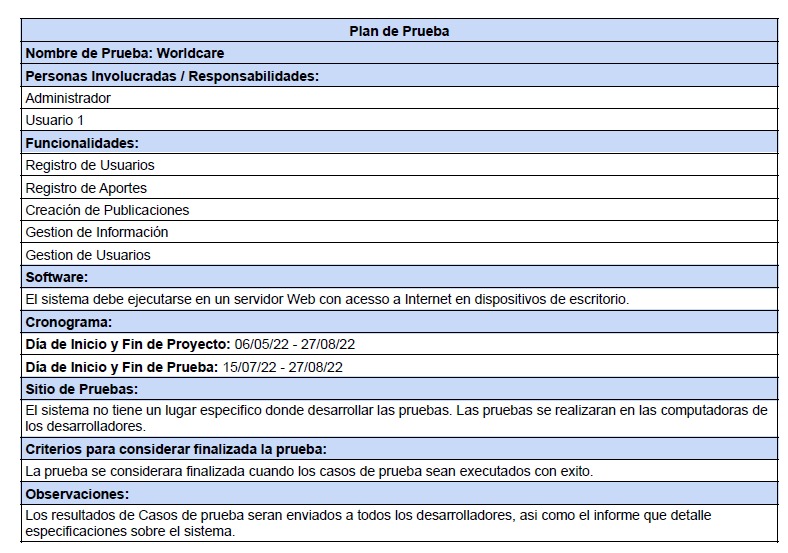 Plan de Prueba
Nombre de Prueba: Worldcare
Personas Involucradas / Responsabilidades:
Administrador
Usuario 1
Funcionalidades:
Registro de Usuarios
Registro de Aportes
Creación de Publicaciones
Gestion de Información
Gestion de Usuarios
Software:
El sistema debe ejecutarse en un servidor Web con acceso a Internet en dispositivos de escritorio.
Cronograma:
Día de Inicio y Fin de Proyecto: 06/05/22 - 27/08/22
Día de Inicio y Fin de Prueba: 15/07/22 - 27/08/22
Sitio de Pruebas:
El sistema no tiene un lugar especifico donde desarrollar las pruebas. Las pruebas se realizaran en las computadoras de
los desarrolladores.
Criterios para considerar finalizada la prueba:
La prueba se considerara finalizada cuando los casos de prueba sean executados con exito.
Observaciones:
Los resultados de Casos de prueba seran enviados a todos los desarrolladores, asi como el informe que detalle
especificaciones sobre el sistema.